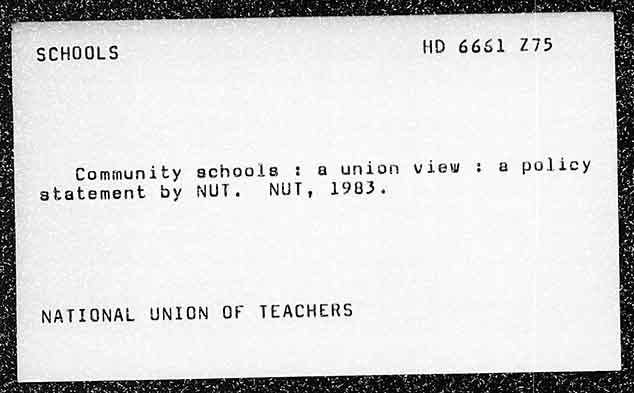 SCHOOLS HD 6661 Z75
Community schools : a union view : a policy
statement by NUT. NUT, 1983.
NATIONAL UNION OF TEACHERS